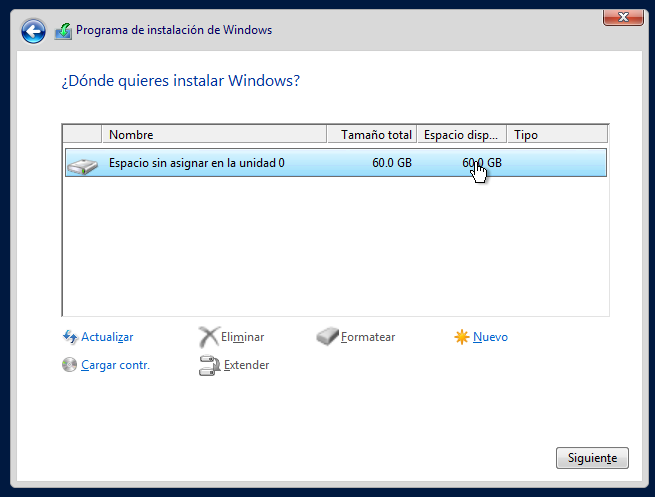 Programa de instalación de Windows
¿Dónde quieres instalar Windows?
Nombre Tamaño total Espacio disp... Tipo
Espacio sin asignar en la unidad 0 60.0 GB 60.0 GB
Actualizar Eliminar Formatear Nuevo
Cargar contr. Extender
Siguiente